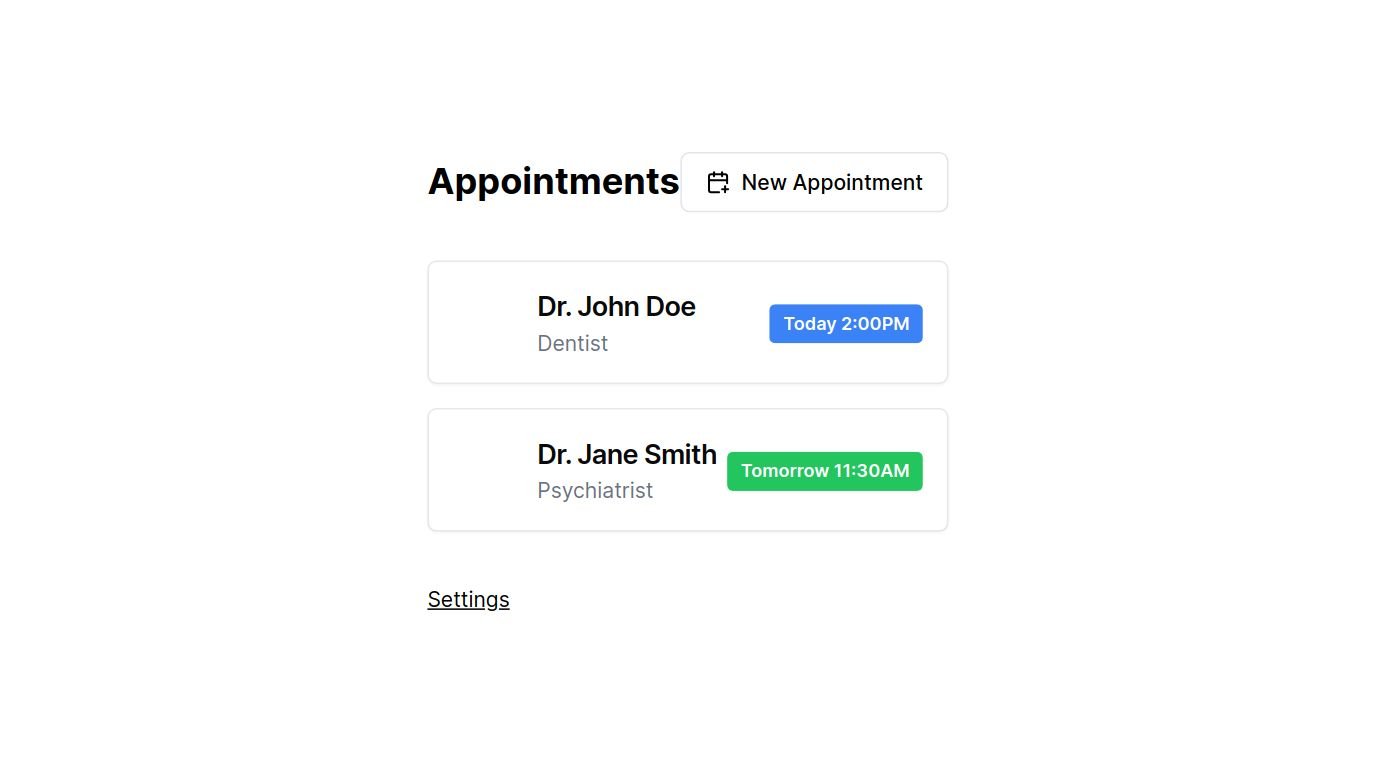 Appointments
New Appointment
Dr. John Doe
Dentist
Today 2:00PM
Dr. Jane Smith
Psychiatrist
Tomorrow 11:30AM
Settings